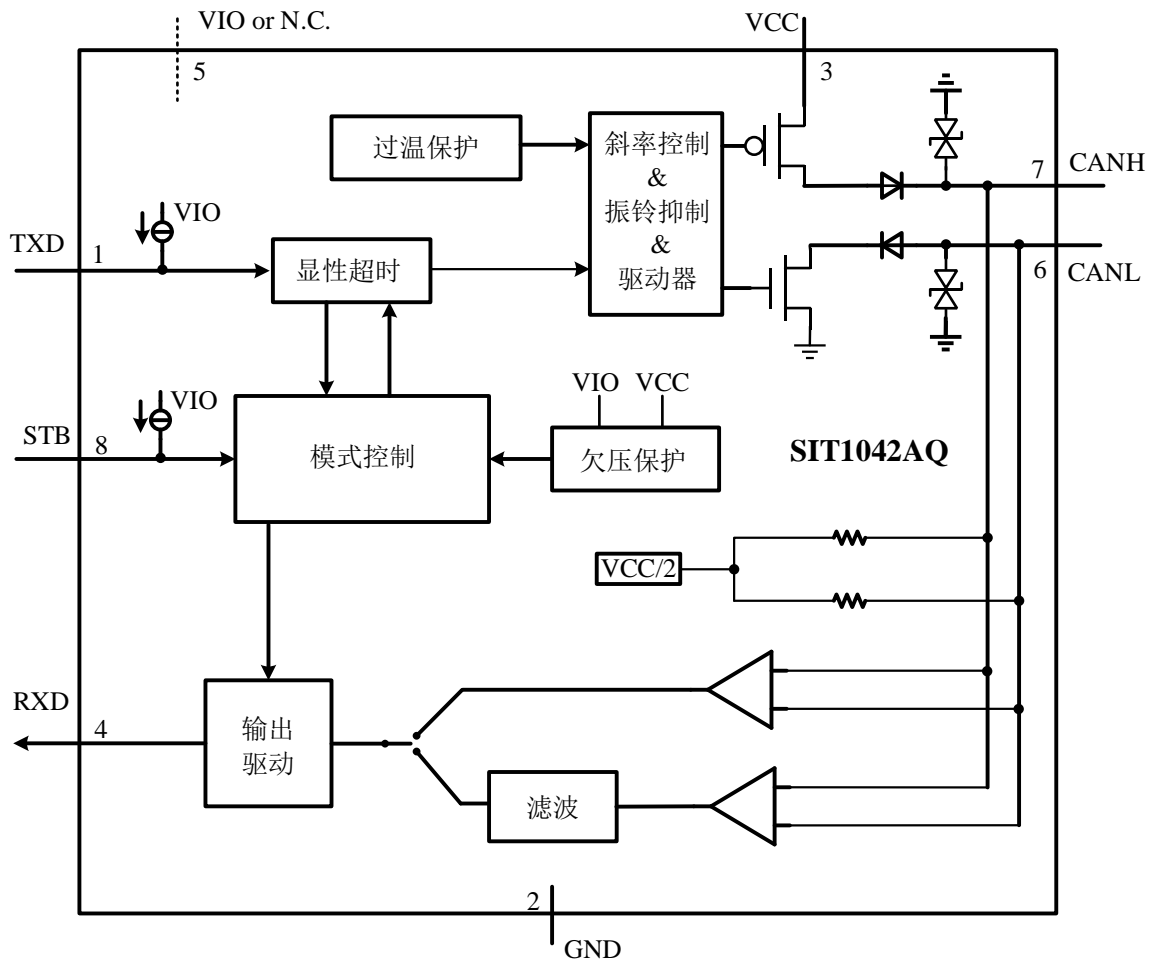 VIO or N.C.
VCC
5
3
过温保护
斜率控制
&
振铃抑制
&
驱动器
7
CANH
VIO
TXD
1
显性超时
6
CANL
VIO
VCC
VIO
STB
8
模式控制
欠压保护
SIT1042AQ
VCC/2
RXD
4
输出
驱动
滤波
2
GND